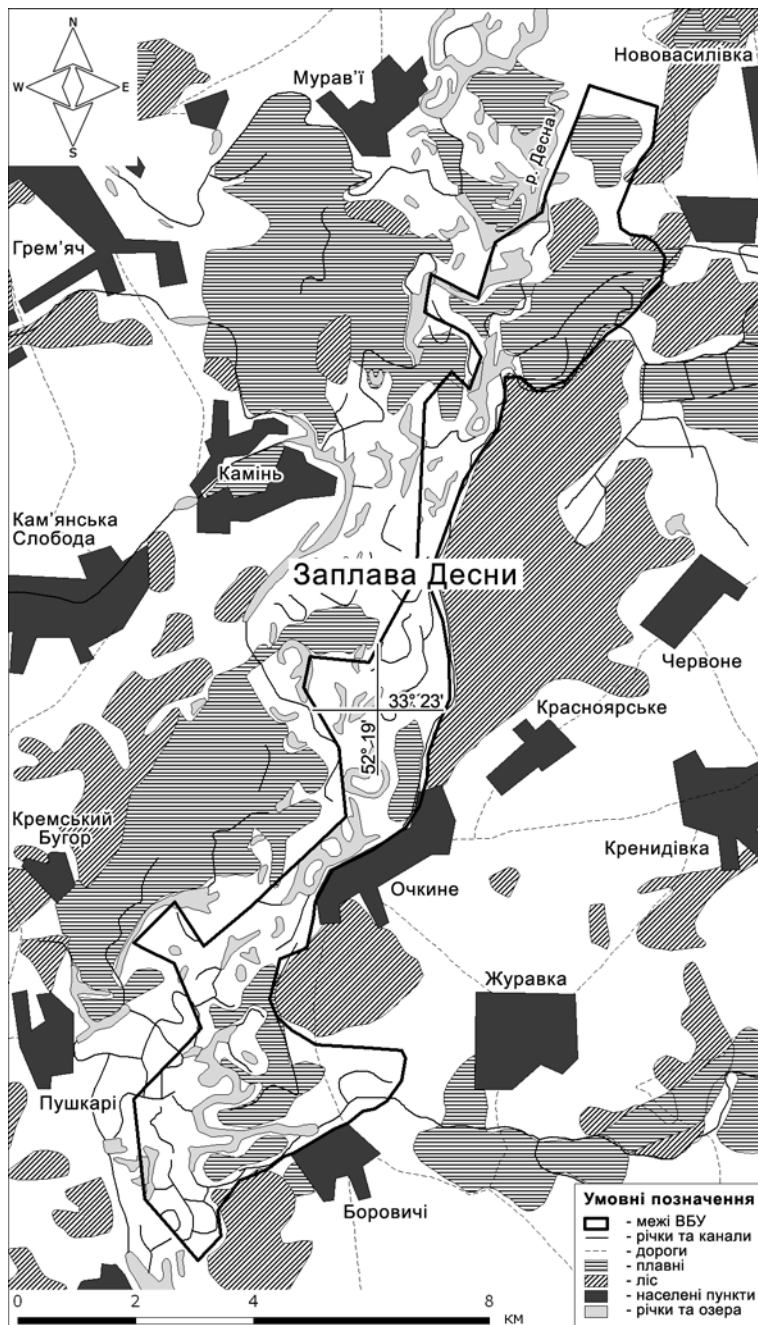 N
W
E
S
Мурав'ї
Нововасилівка
р. Десна
Грем'яч
Камінь
Кам'янська
Слобода
Заплава Десни
Червоне
33° 23'
52° 19'
Красноярське
Кремський
Бугор
Кренидівка
Очкине
Журавка
Пушкарі
Боровичі
Умовні позначення
- межі ВБУ
- річки та канали
- дороги
- плавні
- ліс
- населені пункти
- річки та озера
0
2
4
8
км